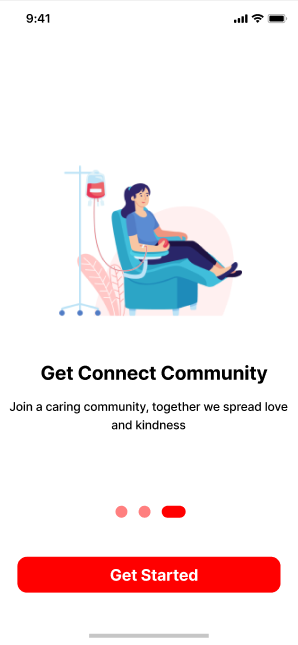 9:41
Get Connect Community
Join a caring community, together we spread love
and kindness
Get Started